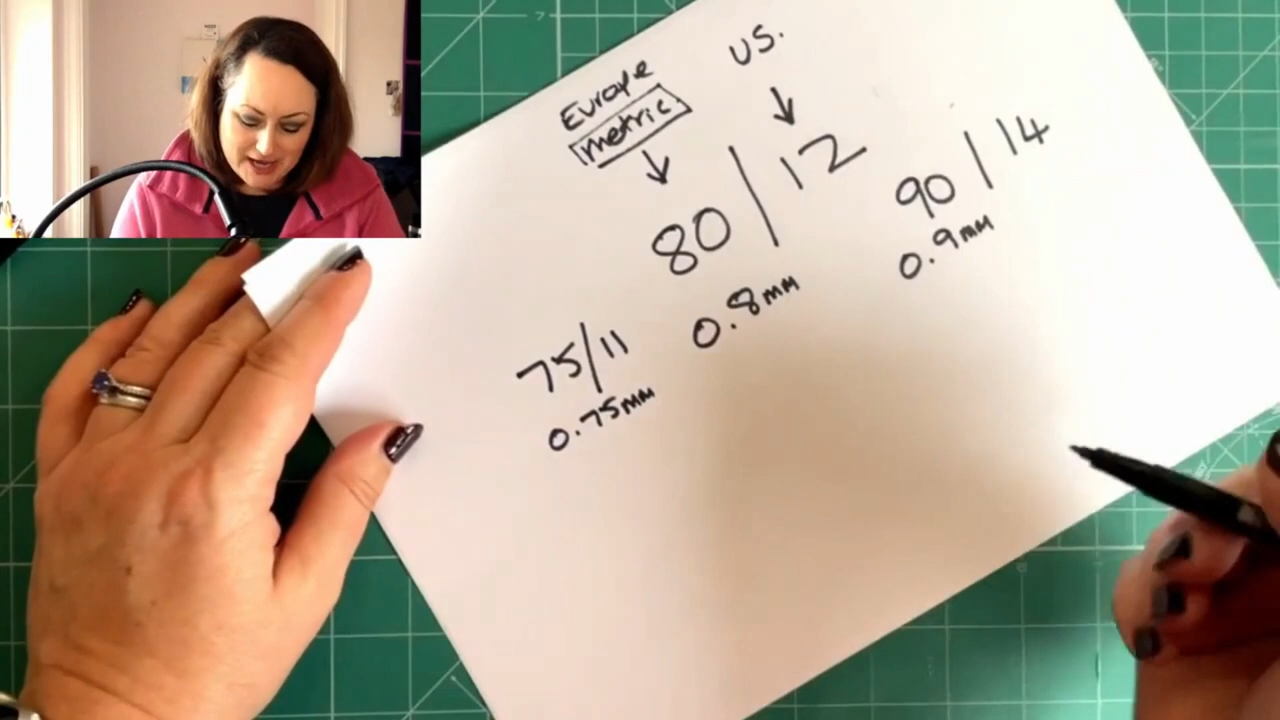 Europe
metric
US.
80/12
0.8mm
90/14
0.9mm
75/11
0.75mm